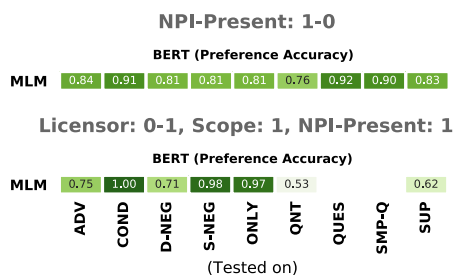 NPI-Present: 1-0
BERT (Preference Accuracy)
MLM 0.84 0.91 0.81 0.81 0.81 0.76 0.92 0.90 0.83
Licensor: 0-1, Scope: 1, NPI-Present: 1
BERT (Preference Accuracy)
MLM 0.75 1.00 0.71 0.98 0.97 0.53 0.62
ADV COND D-NEG S-NEG ONLY QNT QUES SMP-Q SUP
(Tested on)